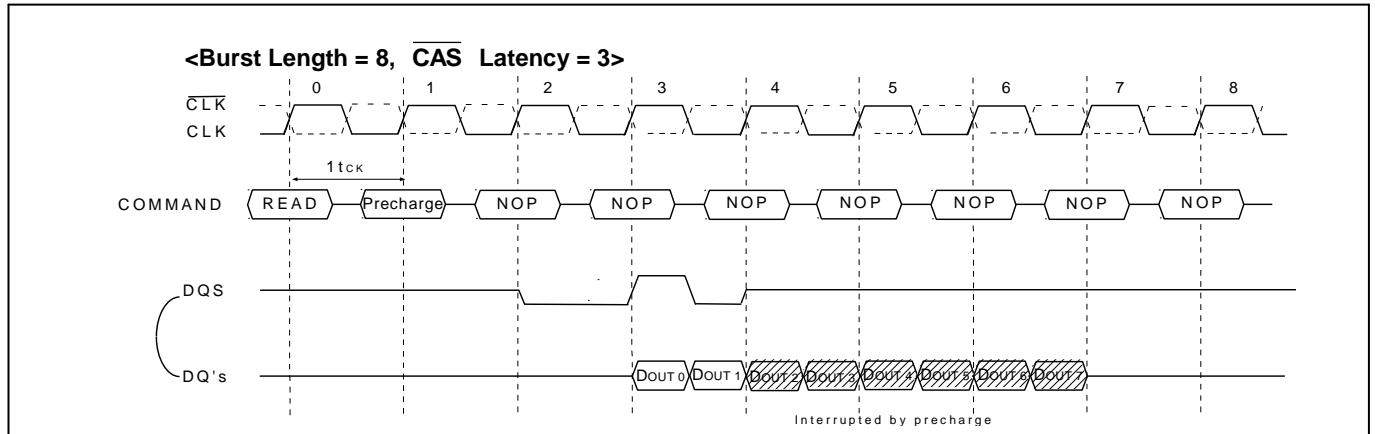 <Burst Length = 8, CAS Latency = 3>
0 1 2 3 4 5 6 7 8
CLK
CLK
1 tCK
COMMAND READ Precharge NOP NOP NOP NOP NOP NOP NOP
DQS
DQ's DOUT 0 DOUT 1 DOUT 2 DOUT 3 DOUT 4 DOUT 5 DOUT 6 DOUT 7
Interrupted by precharge